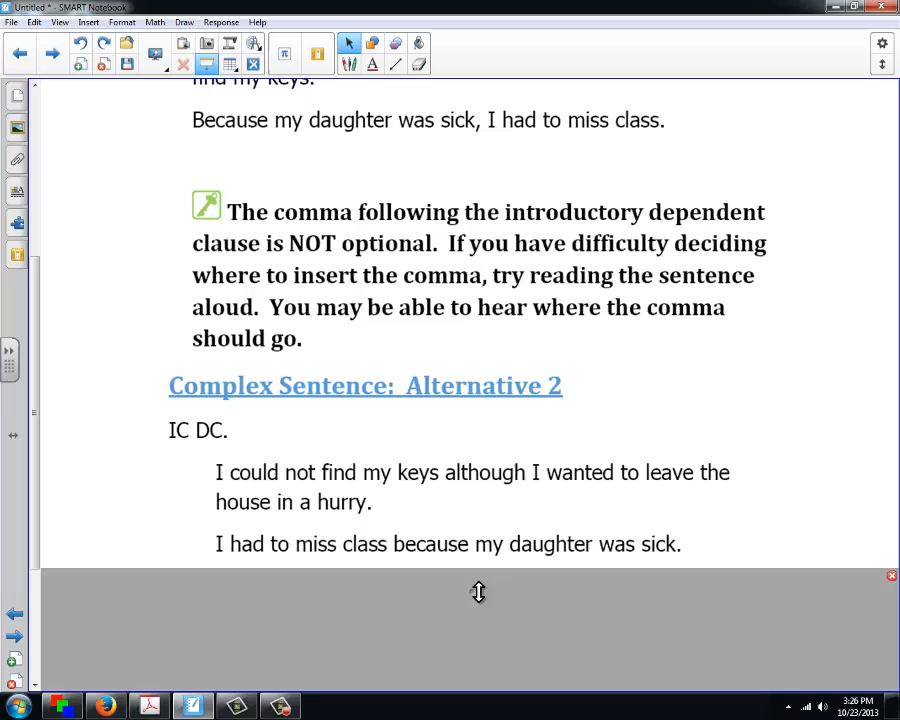 Untitled * - SMART Notebook
File Edit View Insert Format Math Draw Response Help
find my keys.
Because my daughter was sick, I had to miss class.
The comma following the introductory dependent
clause is NOT optional.  If you have difficulty deciding
where to insert the comma, try reading the sentence
aloud.  You may be able to hear where the comma
should go.
Complex Sentence:  Alternative 2
IC DC.
I could not find my keys although I wanted to leave the
house in a hurry.
I had to miss class because my daughter was sick.
3:26 PM
10/23/2013